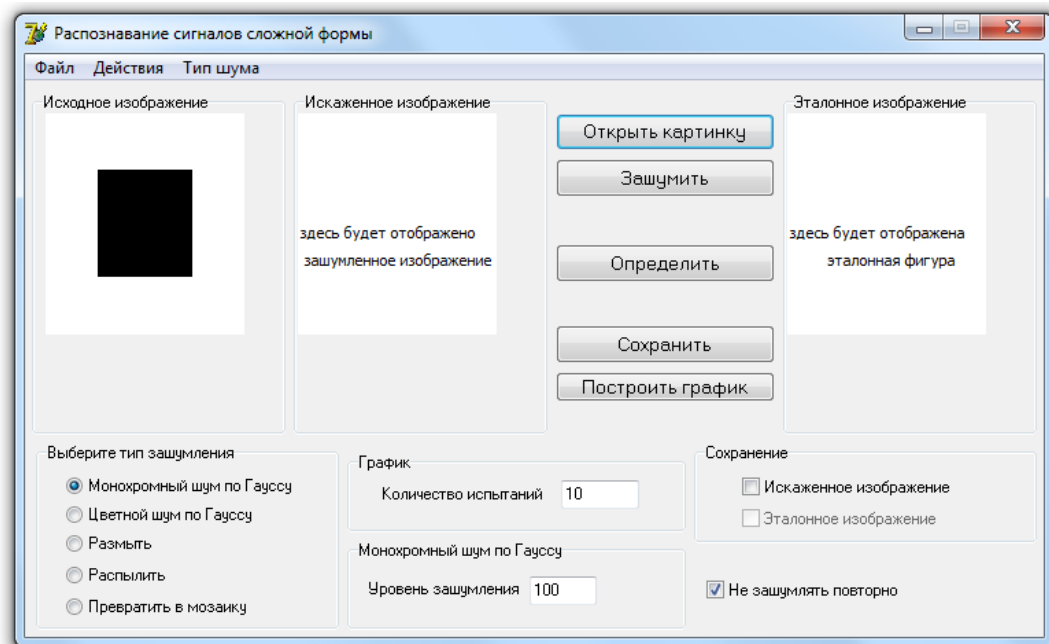 Распознавание сигналов сложной формы
Файл Действия Тип шума
Исходное изображение
Искаженное изображение
здесь будет отображено
зашумленное изображение
Открыть картинку
Зашумить
Определить
Сохранить
Построить график
Эталонное изображение
здесь будет отображена
эталонная фигура
Выберите тип зашумления
Монохромный шум по Гауссу
Цветной шум по Гауссу
Размыть
Распылить
Превратить в мозаику
График
Количество испытаний 10
Монохромный шум по Гауссу
Уровень зашумления 100
Сохранение
Искаженное изображение
Эталонное изображение
Не зашумлять повторно